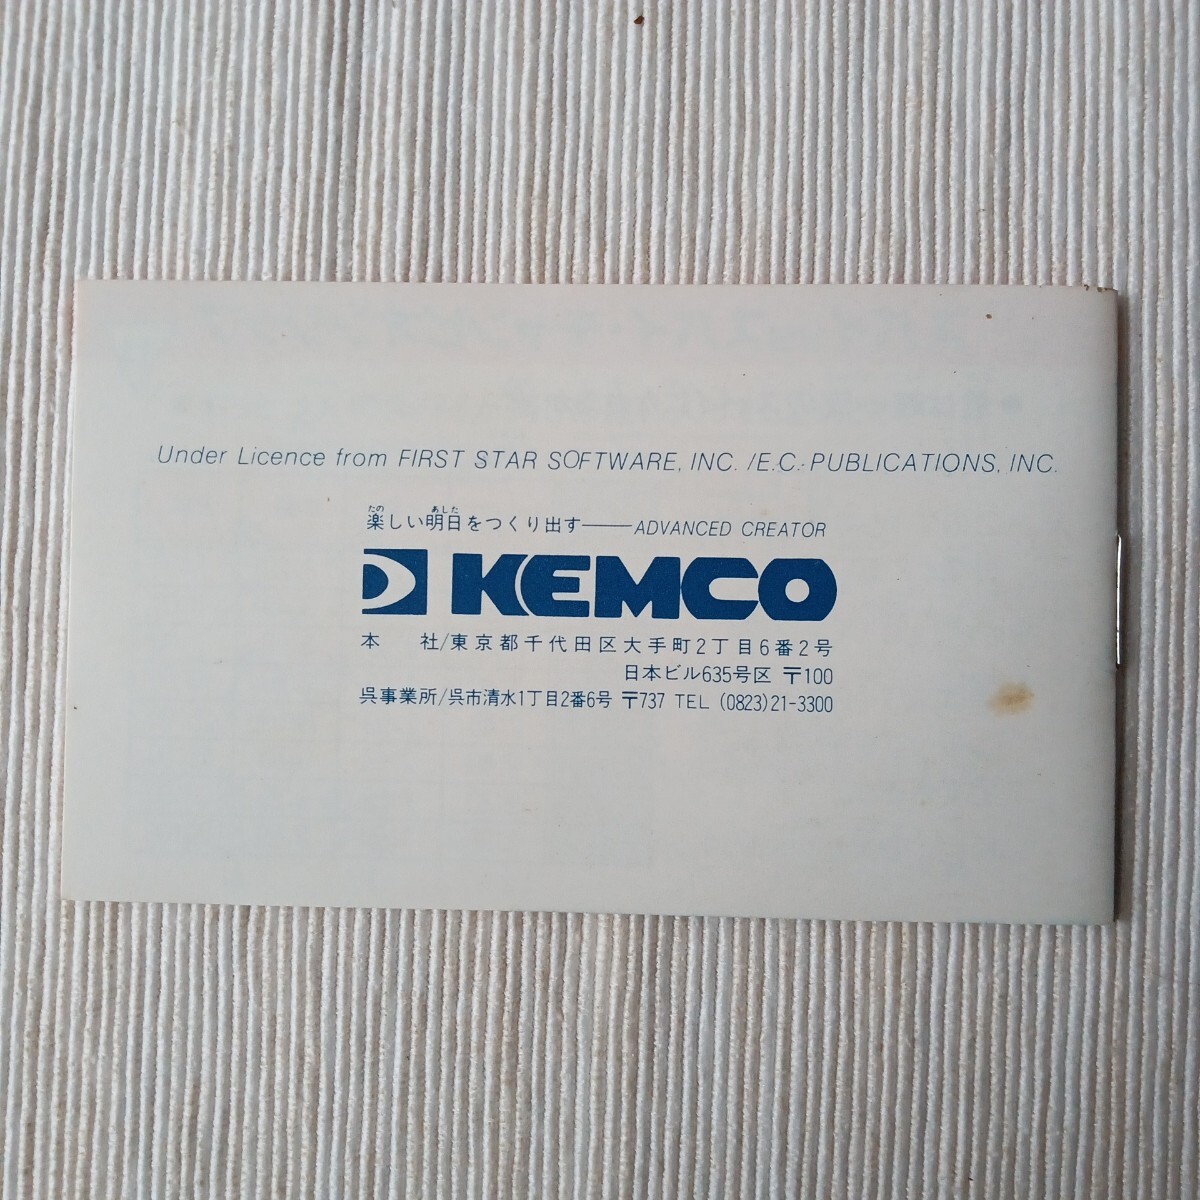 Under Licence from FIRST STAR SOFTWARE, INC. /E.C. PUBLICATIONS, INC.
たの あした
楽しい明日をつくり出す——ADVANCED CREATOR
KEMCO
本 社/東京都千代田区大手町2丁目6番2号
日本ビル635号区 〒100
呉事業所/呉市清水1丁目2番6号 〒737 TEL (0823)21-3300